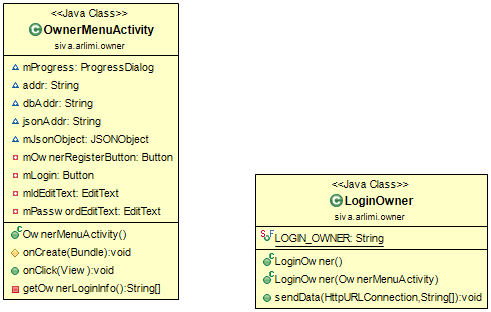 <<Java Class>>
OwnerMenuActivity
siva.arlimi.owner
mProgress: ProgressDialog
addr: String
dbAddr: String
jsonAddr: String
mJsonObject: JSONObject
mOwnerRegisterButton: Button
mLogin: Button
mIdEditText: EditText
mPasswordEditText: EditText
OwnerMenuActivity()
onCreate(Bundle):void
onClick(View):void
getOwnerLoginInfo():String[]
<<Java Class>>
LoginOwner
siva.arlimi.owner
LOGIN_OWNER: String
LoginOwner()
LoginOwner(OwnerMenuActivity)
sendData(HttpURLConnection,String[]):void